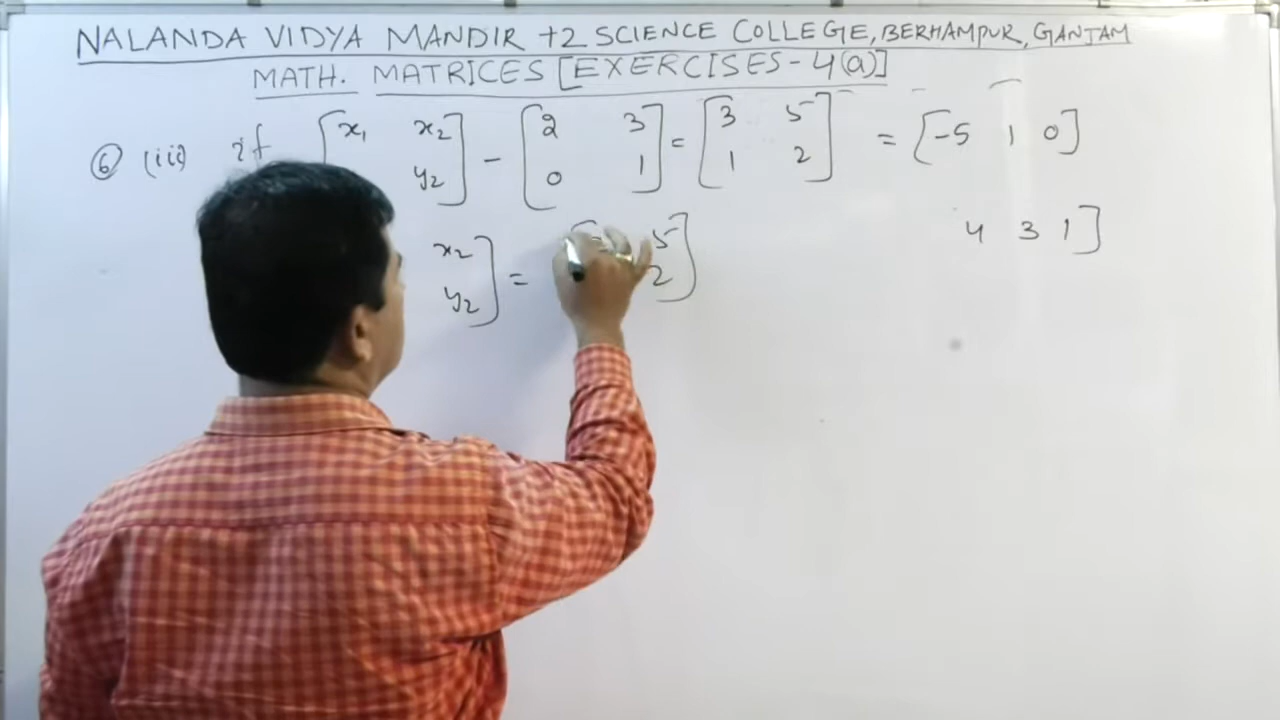 NALANDA VIDYA MANDIR +2 SCIENCE COLLEGE, BERHAMPUR, GANJAM
MATH. MATRICES [EXERCISES - 4(a)]
6 (iii) if [x₁ x₂ y₂] - [2 3 0 1] = [3 5 1 2] = [-5 1 0]
4 3 1]
x₂ y₂] = [ 5 2]